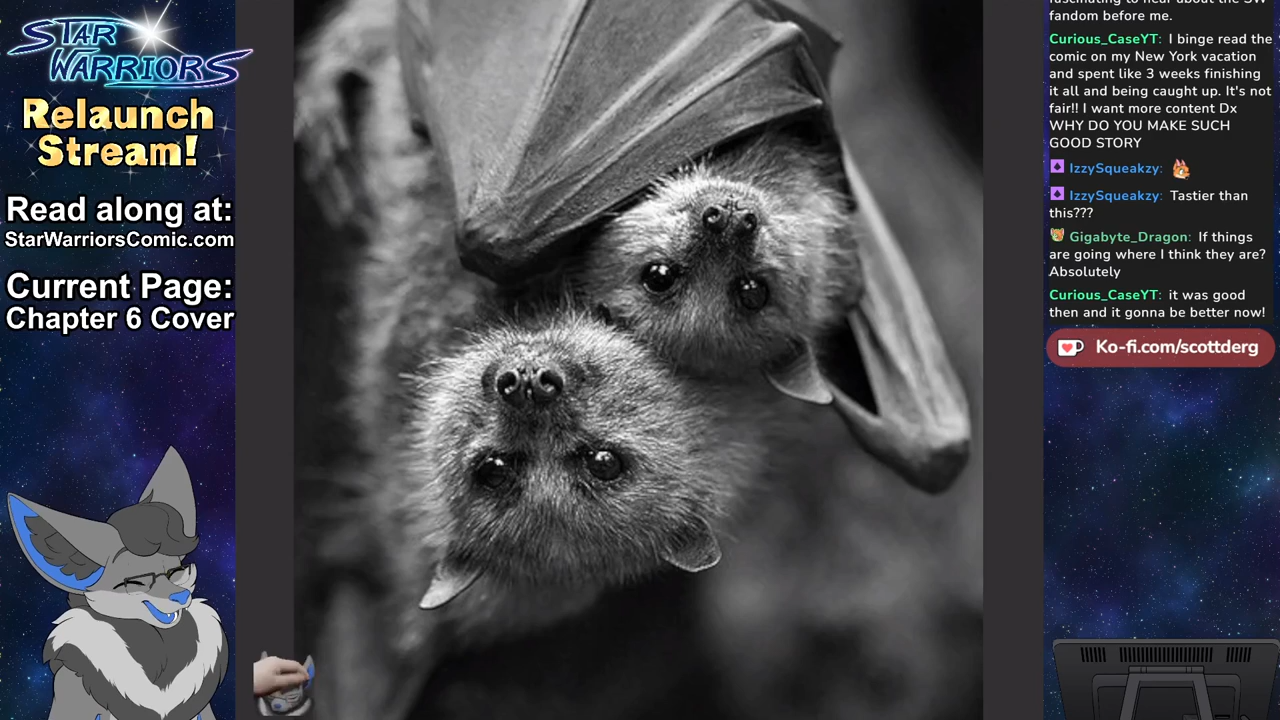 STAR
WARRIORS
Relaunch
Stream!
Read along at:
StarWarriorsComic.com
Current Page:
Chapter 6 Cover
fandom before me.
Curious_CaseYT: I binge read the
comic on my New York vacation
and spent like 3 weeks finishing
it all and being caught up. It's not
fair!! I want more content Dx
WHY DO YOU MAKE SUCH
GOOD STORY
IzzySqueakzy:
IzzySqueakzy: Tastier than
this???
Gigabyte_Dragon: If things
are going where I think they are?
Absolutely
Curious_CaseYT: it was good
then and it gonna be better now!
Ko-fi.com/scottderg